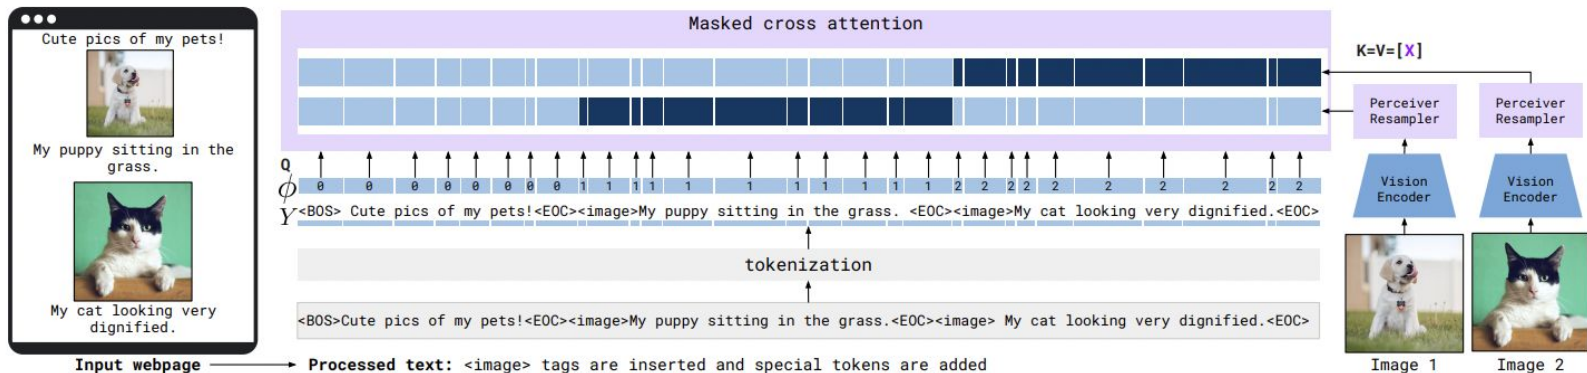 Cute pics of my pets!
My puppy sitting in the
grass.
My cat looking very
dignified.
Input webpage
Masked cross attention
K=V=[X]
Q
ϕ 0 0 0 0 0 0 0 0 1 1 1 1 1 1 1 1 1 1 1 2 2 2 2 2 2 2 2 2 2
Y <BOS> Cute pics of my pets!<EOC><image>My puppy sitting in the grass. <EOC><image>My cat looking very dignified.<EOC>
tokenization
<BOS>Cute pics of my pets!<EOC><image>My puppy sitting in the grass.<EOC><image> My cat looking very dignified.<EOC>
Processed text: <image> tags are inserted and special tokens are added
Perceiver
Resampler
Vision
Encoder
Image 1
Perceiver
Resampler
Vision
Encoder
Image 2